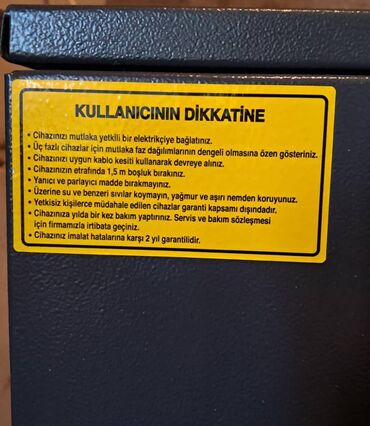 KULLANICININ DİKKATİNE
• Cihazınızı mutlaka yetkili bir elektrikçiye bağlatınız.
• Üç fazlı cihazlar için mutlaka faz dağılımlarının dengeli olmasına özen gösteriniz.
• Cihazınızı uygun kablo kesiti kullanarak devreye alınız.
• Cihazınızın etrafında 1,5 m boşluk bırakınız.
• Yanıcı ve parlayıcı madde bırakmayınız.
• Üzerine su ve benzeri sıvılar koymayın, yağmur ve aşırı nemden koruyunuz.
• Yetkisiz kişilerce müdahale edilen cihazlar garanti kapsamı dışındadır.
• Cihazınıza yılda bir kez bakım yaptırınız. Servis ve bakım sözleşmesi
için firmamızla irtibata geçiniz.
• Cihazınız imalat hatalarına karşı 2 yıl garantilidir.